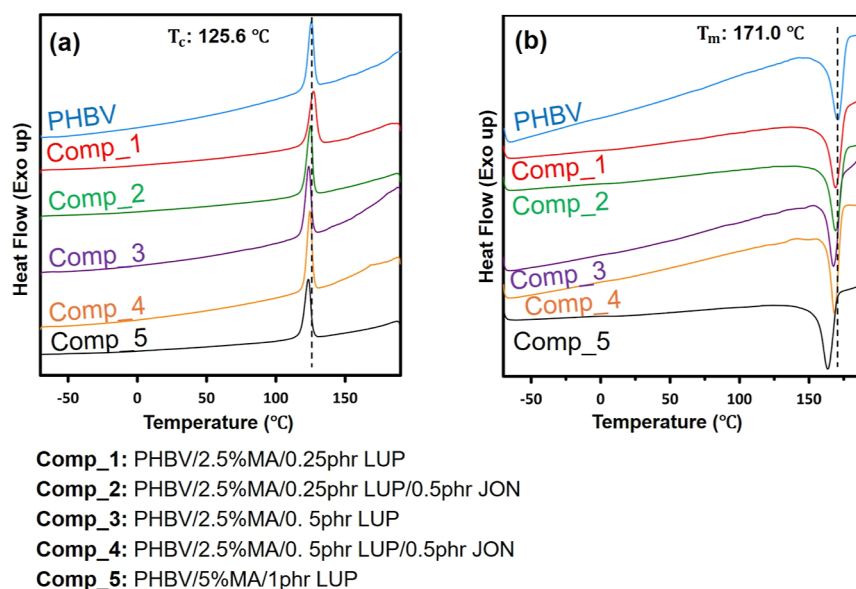 (a)
Tc: 125.6 °C
PHBV
Comp_1
Comp_2
Comp_3
Comp_4
Comp_5
Heat Flow (Exo up)
-50 0 50 100 150
Temperature (°C)
(b)
Tm: 171.0 °C
PHBV
Comp_1
Comp_2
Comp_3
Comp_4
Comp_5
Heat Flow (Exo up)
-50 0 50 100 150
Temperature (°C)
Comp_1: PHBV/2.5%MA/0.25phr LUP
Comp_2: PHBV/2.5%MA/0.25phr LUP/0.5phr JON
Comp_3: PHBV/2.5%MA/0. 5phr LUP
Comp_4: PHBV/2.5%MA/0. 5phr LUP/0.5phr JON
Comp_5: PHBV/5%MA/1phr LUP